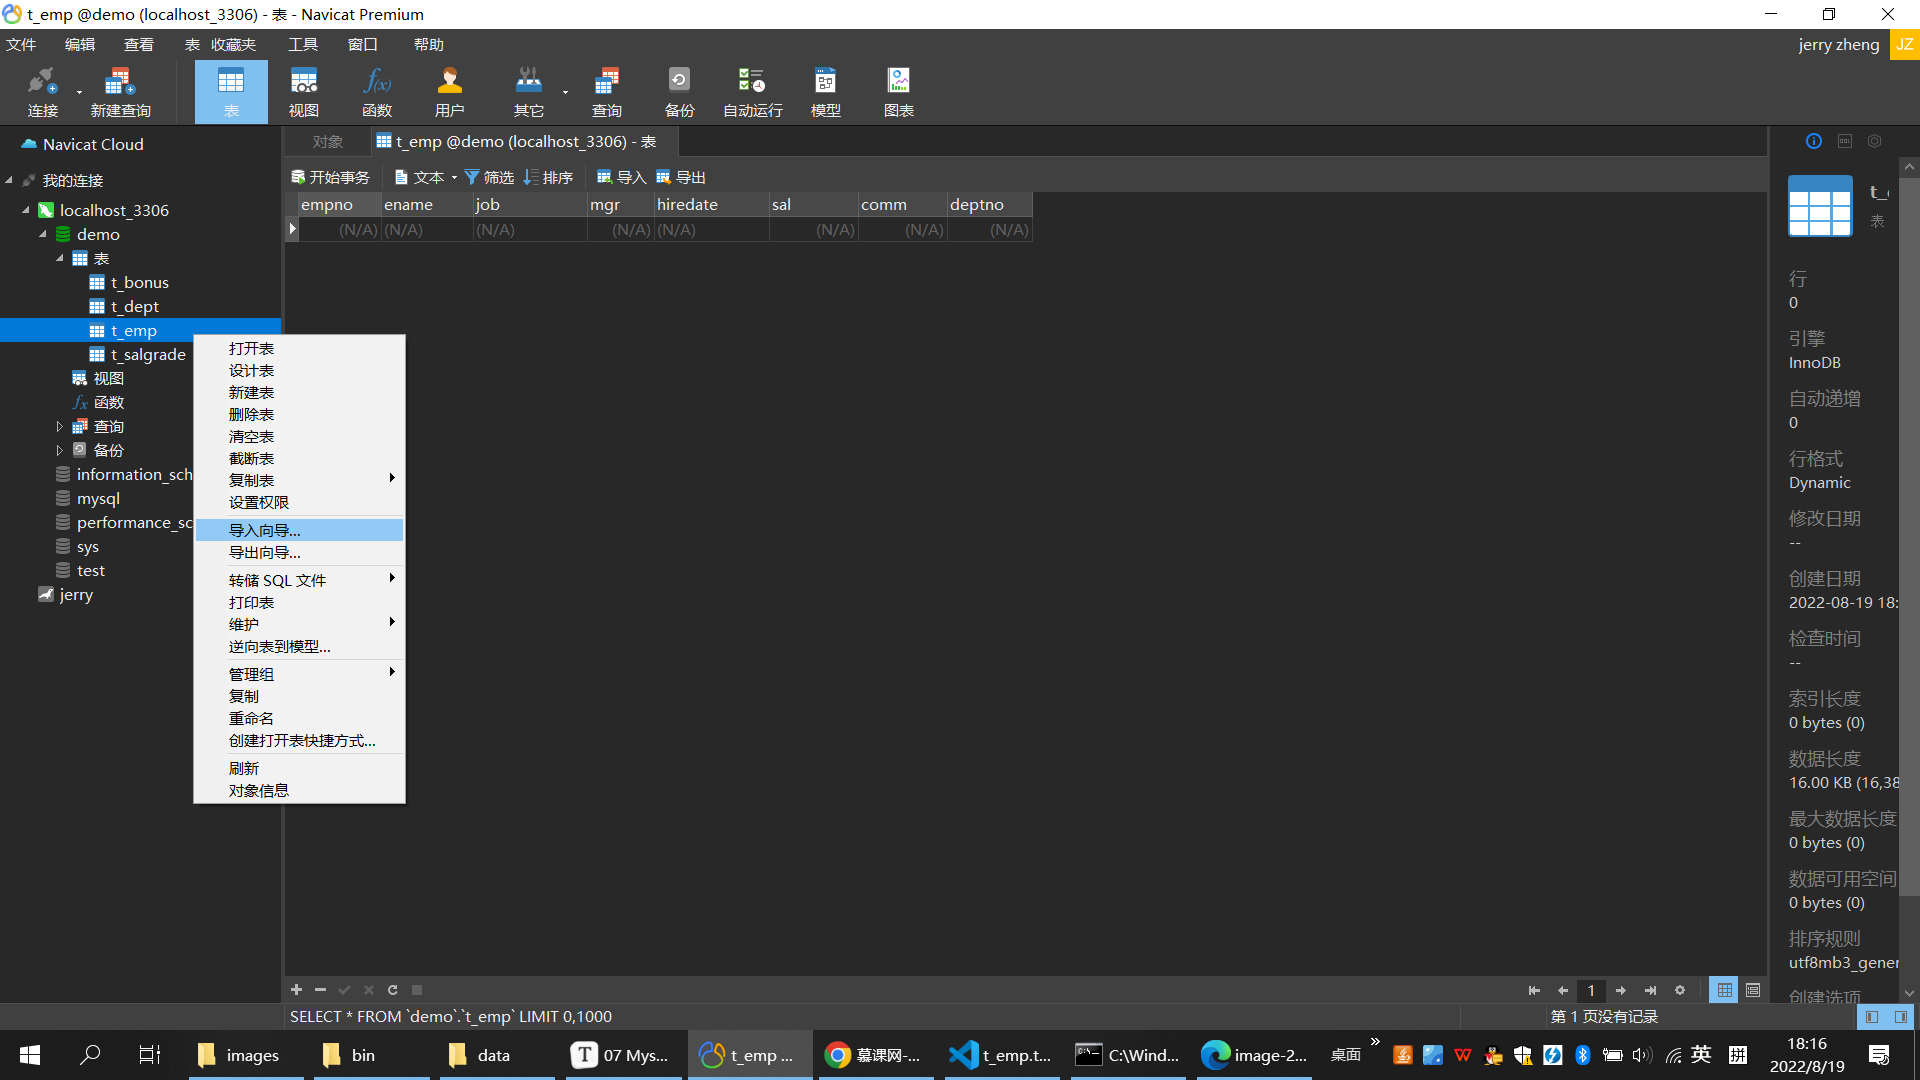 t_emp @demo (localhost_3306) - 表 - Navicat Premium
文件 编辑 查看 表 收藏夹 工具 窗口 帮助 jerry zheng JZ
连接 新建查询 表 视图 函数 用户 其它 查询 备份 自动运行 模型 图表
Navicat Cloud
我的连接
localhost_3306
demo
表
t_bonus
t_dept
t_emp
t_salgrade
视图
函数
查询
备份
information_sch
mysql
performance_sc
sys
test
jerry
打开表
设计表
新建表
删除表
清空表
截断表
复制表
设置权限
导入向导...
导出向导...
转储 SQL 文件
打印表
维护
逆向表到模型...
管理组
复制
重命名
创建打开表快捷方式...
刷新
对象信息
对象 t_emp @demo (localhost_3306) - 表
开始事务 文本 筛选 排序 导入 导出
empno ename job mgr hiredate sal comm deptno
(N/A) (N/A) (N/A) (N/A) (N/A) (N/A) (N/A) (N/A)
表
行
0
引擎
InnoDB
自动递增
0
行格式
Dynamic
修改日期
--
创建日期
2022-08-19 18:
检查时间
--
索引长度
0 bytes (0)
数据长度
16.00 KB (16,38
最大数据长度
0 bytes (0)
数据可用空间
0 bytes (0)
排序规则
utf8mb3_gener
创建选项
1
SELECT * FROM `demo`.`t_emp` LIMIT 0,1000 第 1 页没有记录
images bin data 07 Mys... t_emp ... 慕课网-... t_emp.t... C:\Wind... image-2... 桌面 英 拼
18:16
2022/8/19